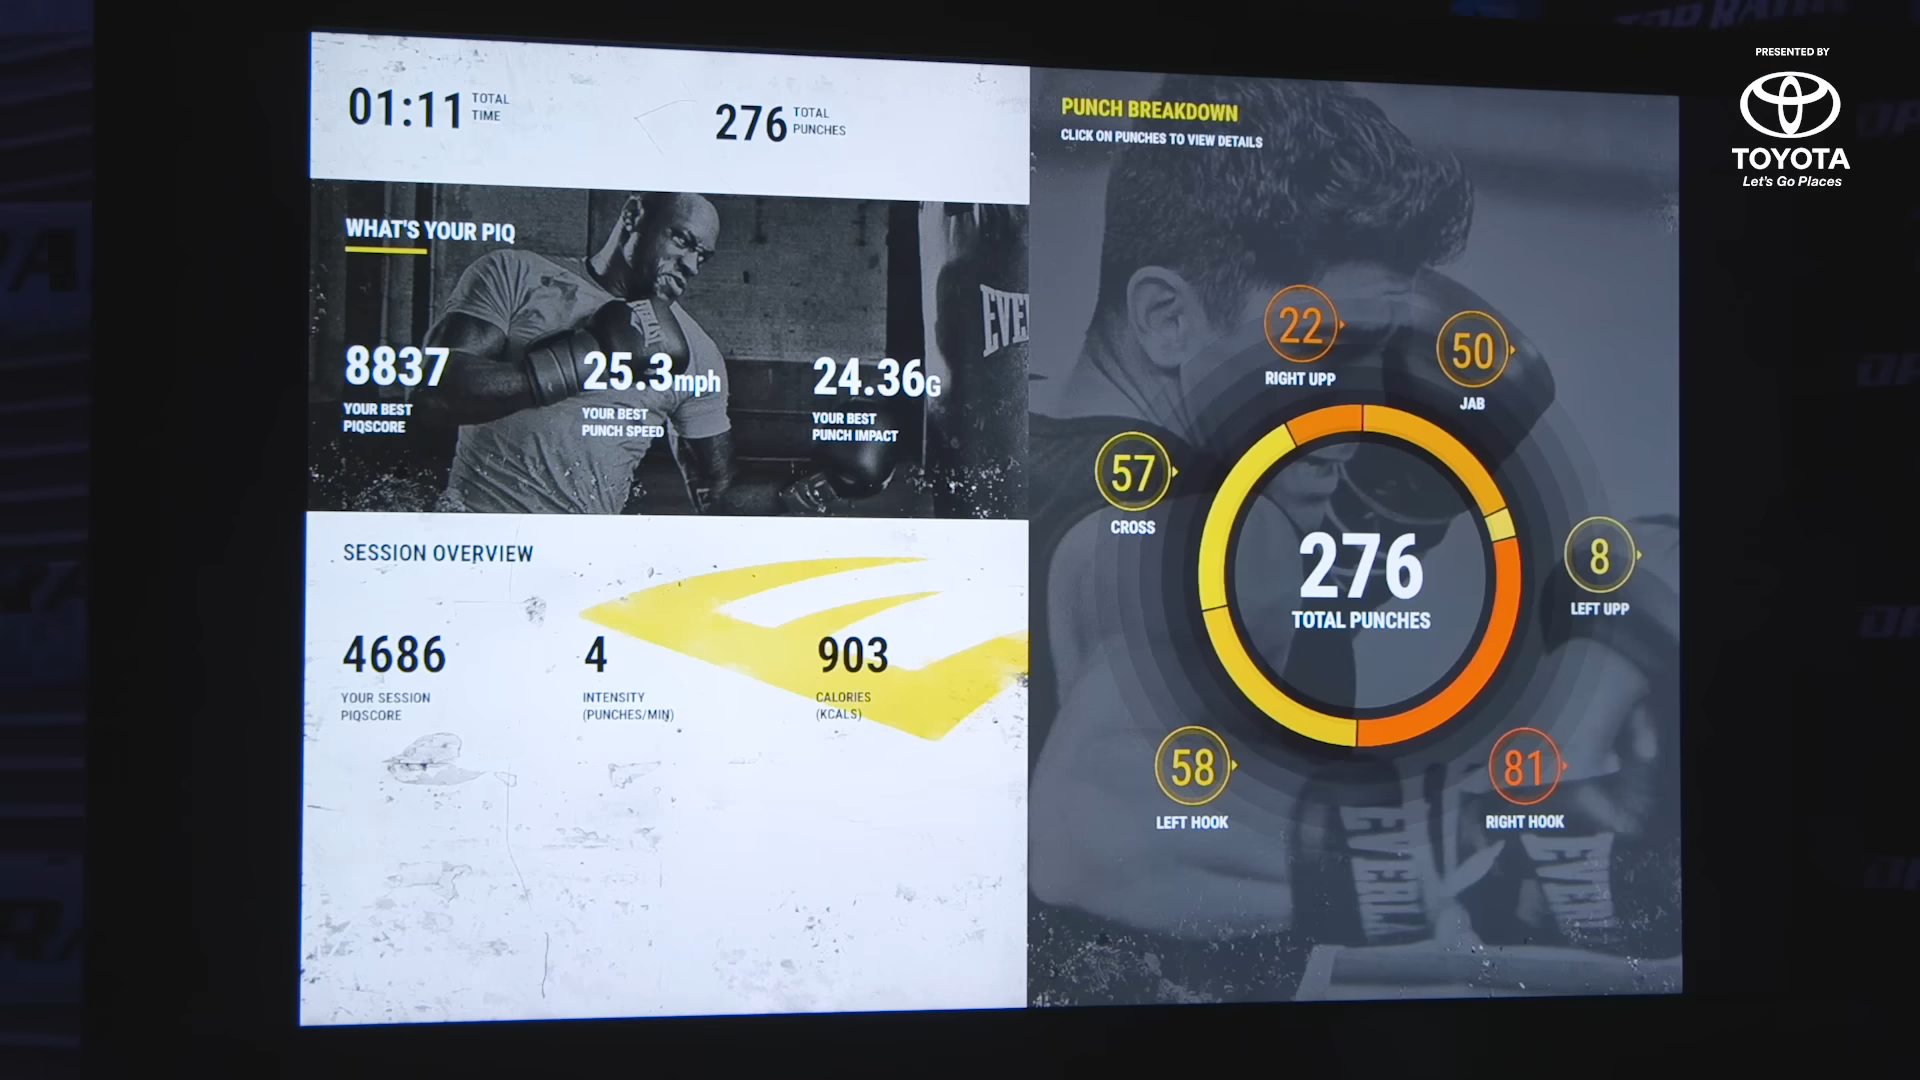 PRESENTED BY
TOYOTA
Let's Go Places
01:11 TOTAL TIME
276 TOTAL PUNCHES
WHAT'S YOUR PIQ
8837
YOUR BEST
PIQSCORE
25.3mph
YOUR BEST
PUNCH SPEED
24.36G
YOUR BEST
PUNCH IMPACT
SESSION OVERVIEW
4686
YOUR SESSION
PIQSCORE
4
INTENSITY
(PUNCHES/MIN)
903
CALORIES
(KCALS)
PUNCH BREAKDOWN
CLICK ON PUNCHES TO VIEW DETAILS
22
RIGHT UPP
50
JAB
57
CROSS
8
LEFT UPP
276
TOTAL PUNCHES
58
LEFT HOOK
81
RIGHT HOOK